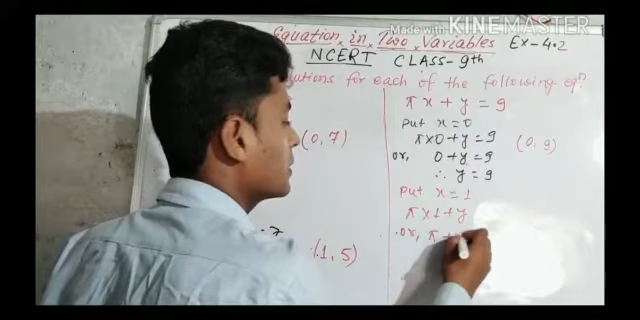 Made with KINEMASTER
Equation in Two Variables Ex-4.2
NCERT CLASS-9th
utions for each of the following eqn.
π x + y = 9
put x = 0
(0, 7)
π×0 + y = 9 (0, 9)
or, 0 + y = 9
∴ y = 9
put x = 1
π×1 + y
or, π +
(1, 5)